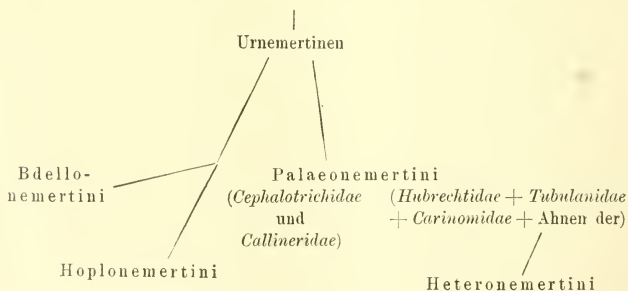 Urnemertinen
Bdello-
nemertini
Palaeonemertini
(Cephalotrichidae
und
Callineridae)
(Hubrechtidae + Tubulanidae
+ Carinomidae + Ahnen der)
Hoplonemertini
Heteronemertini